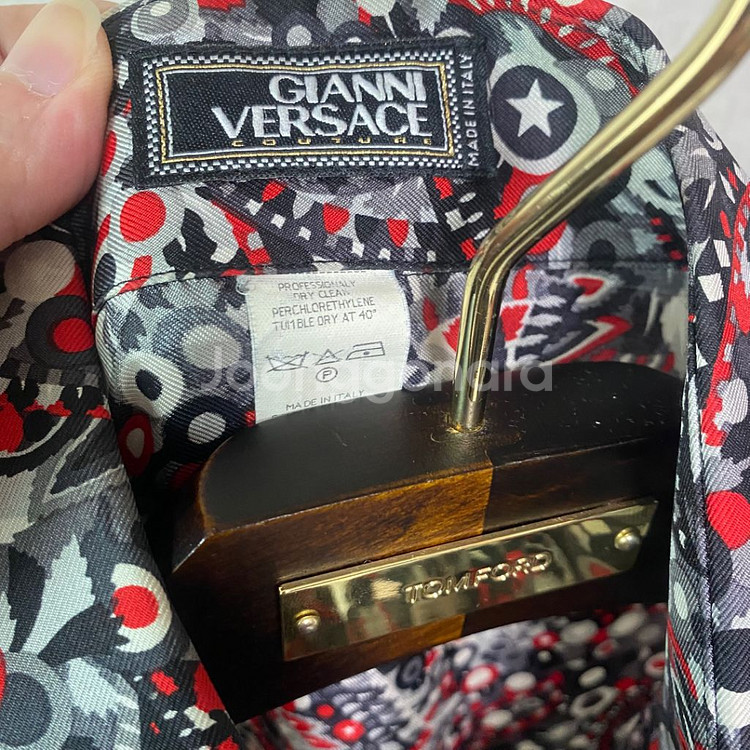 GIANNI
VERSACE
COUTURE
MADE IN ITALY
PROFESSIONALY
DRY CLEAN
PERCHLORETHYLENE
TUMBLE DRY AT 40°
P
MADE IN ITALY
Joonggonara
TOM FORD